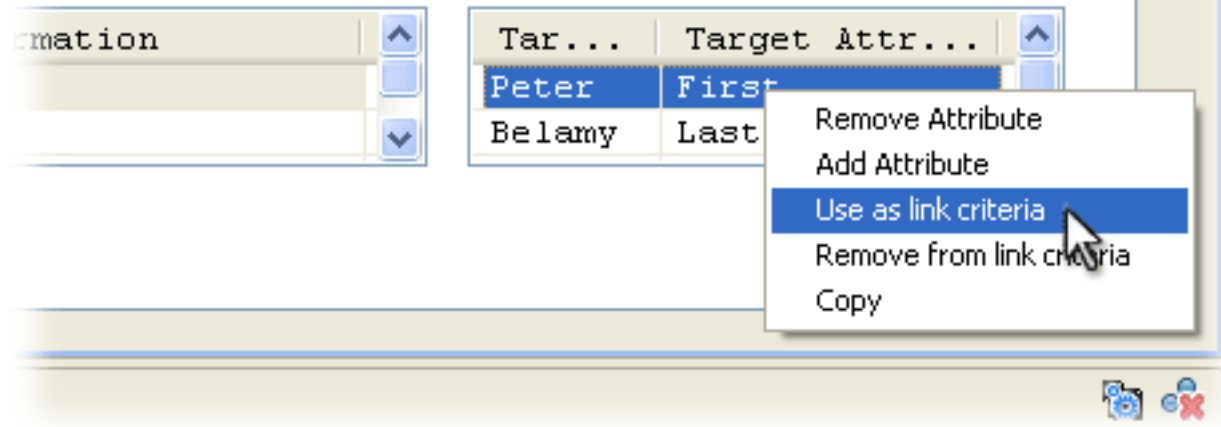 rmation
Tar... Target Attr...
Peter First
Belamy Last
Remove Attribute
Add Attribute
Use as link criteria
Remove from link criteria
Copy